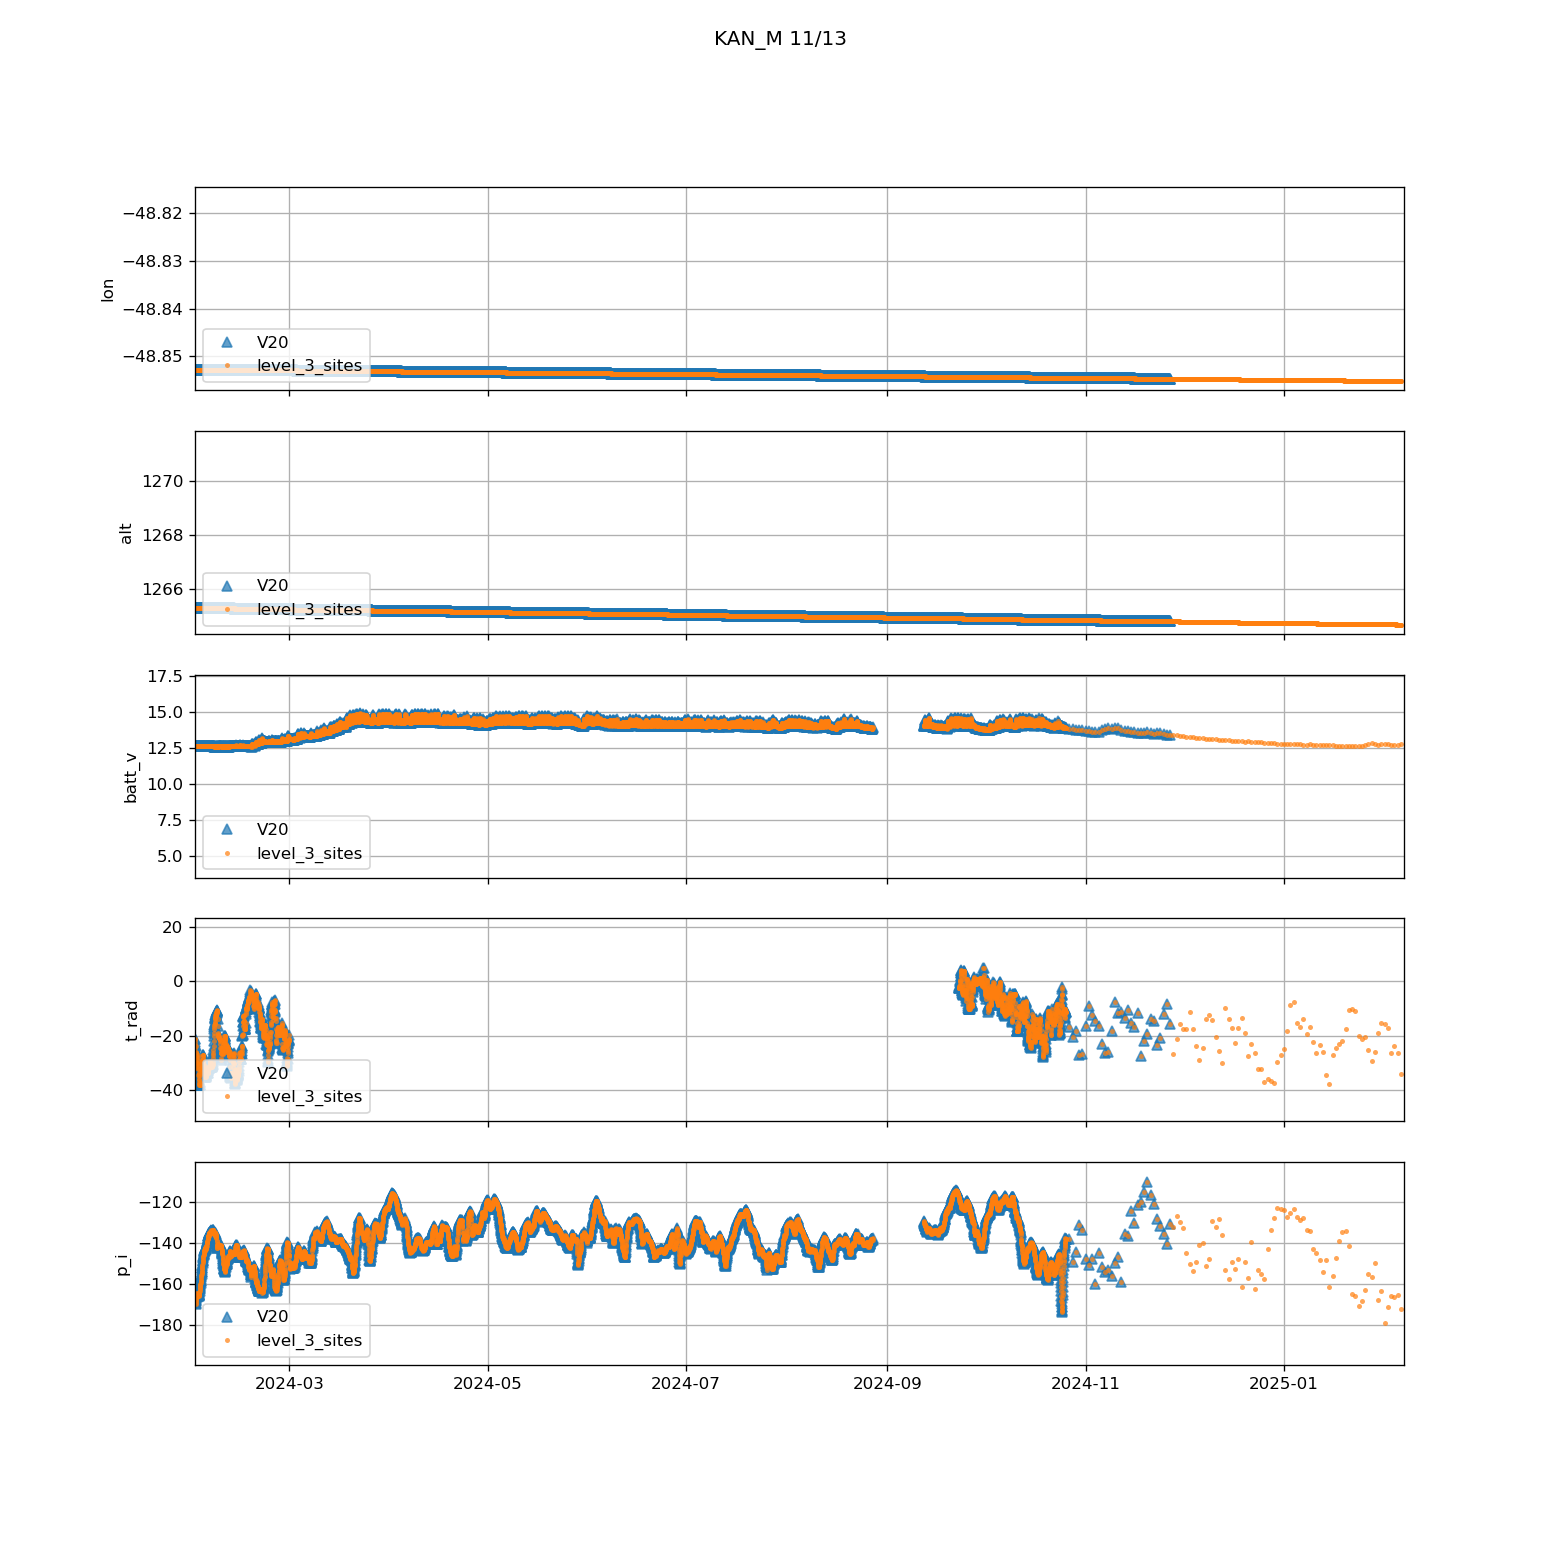 KAN_M 11/13
lon
−48.82
−48.83
−48.84
−48.85
V20
level_3_sites
alt
1270
1268
1266
V20
level_3_sites
batt_v
17.5
15.0
12.5
10.0
7.5
5.0
V20
level_3_sites
t_rad
20
0
−20
−40
V20
level_3_sites
p_i
−120
−140
−160
−180
V20
level_3_sites
2024-03
2024-05
2024-07
2024-09
2024-11
2025-01